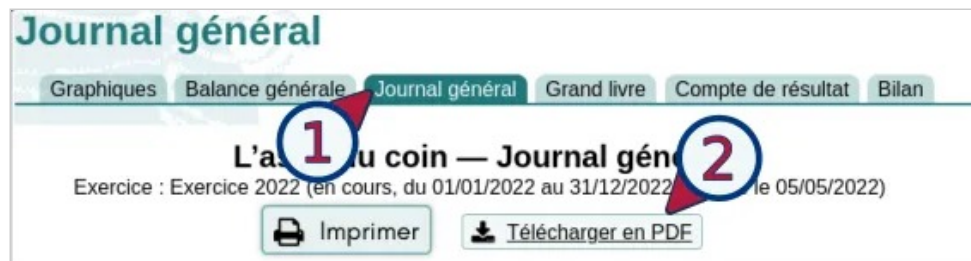 Journal général
Graphiques Balance générale Journal général Grand livre Compte de résultat Bilan
1
2
u coin — Journal gén
Exercice : Exercice 2022 (en cours, du 01/01/2022 au 31/12/2022 le 05/05/2022)
Imprimer Télécharger en PDF